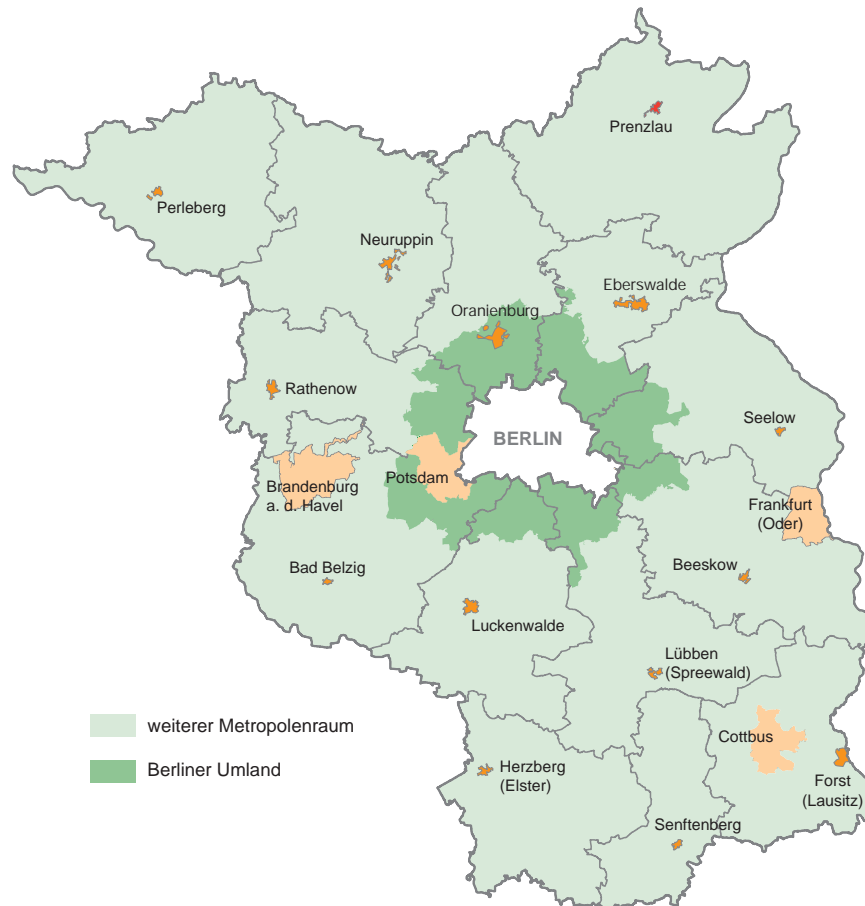 Prenzlau
Perleberg
Neuruppin
Eberswalde
Oranienburg
Rathenow
Seelow
BERLIN
Potsdam
Brandenburg
a. d. Havel
Frankfurt
(Oder)
Bad Belzig
Beeskow
Luckenwalde
Lübben
(Spreewald)
weiterer Metropolenraum
Cottbus
Berliner Umland
Herzberg
(Elster)
Forst
(Lausitz)
Senftenberg